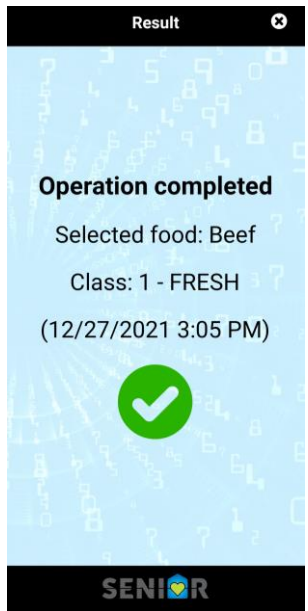 Result
Operation completed
Selected food: Beef
Class: 1 - FRESH
(12/27/2021 3:05 PM)
SENIOR